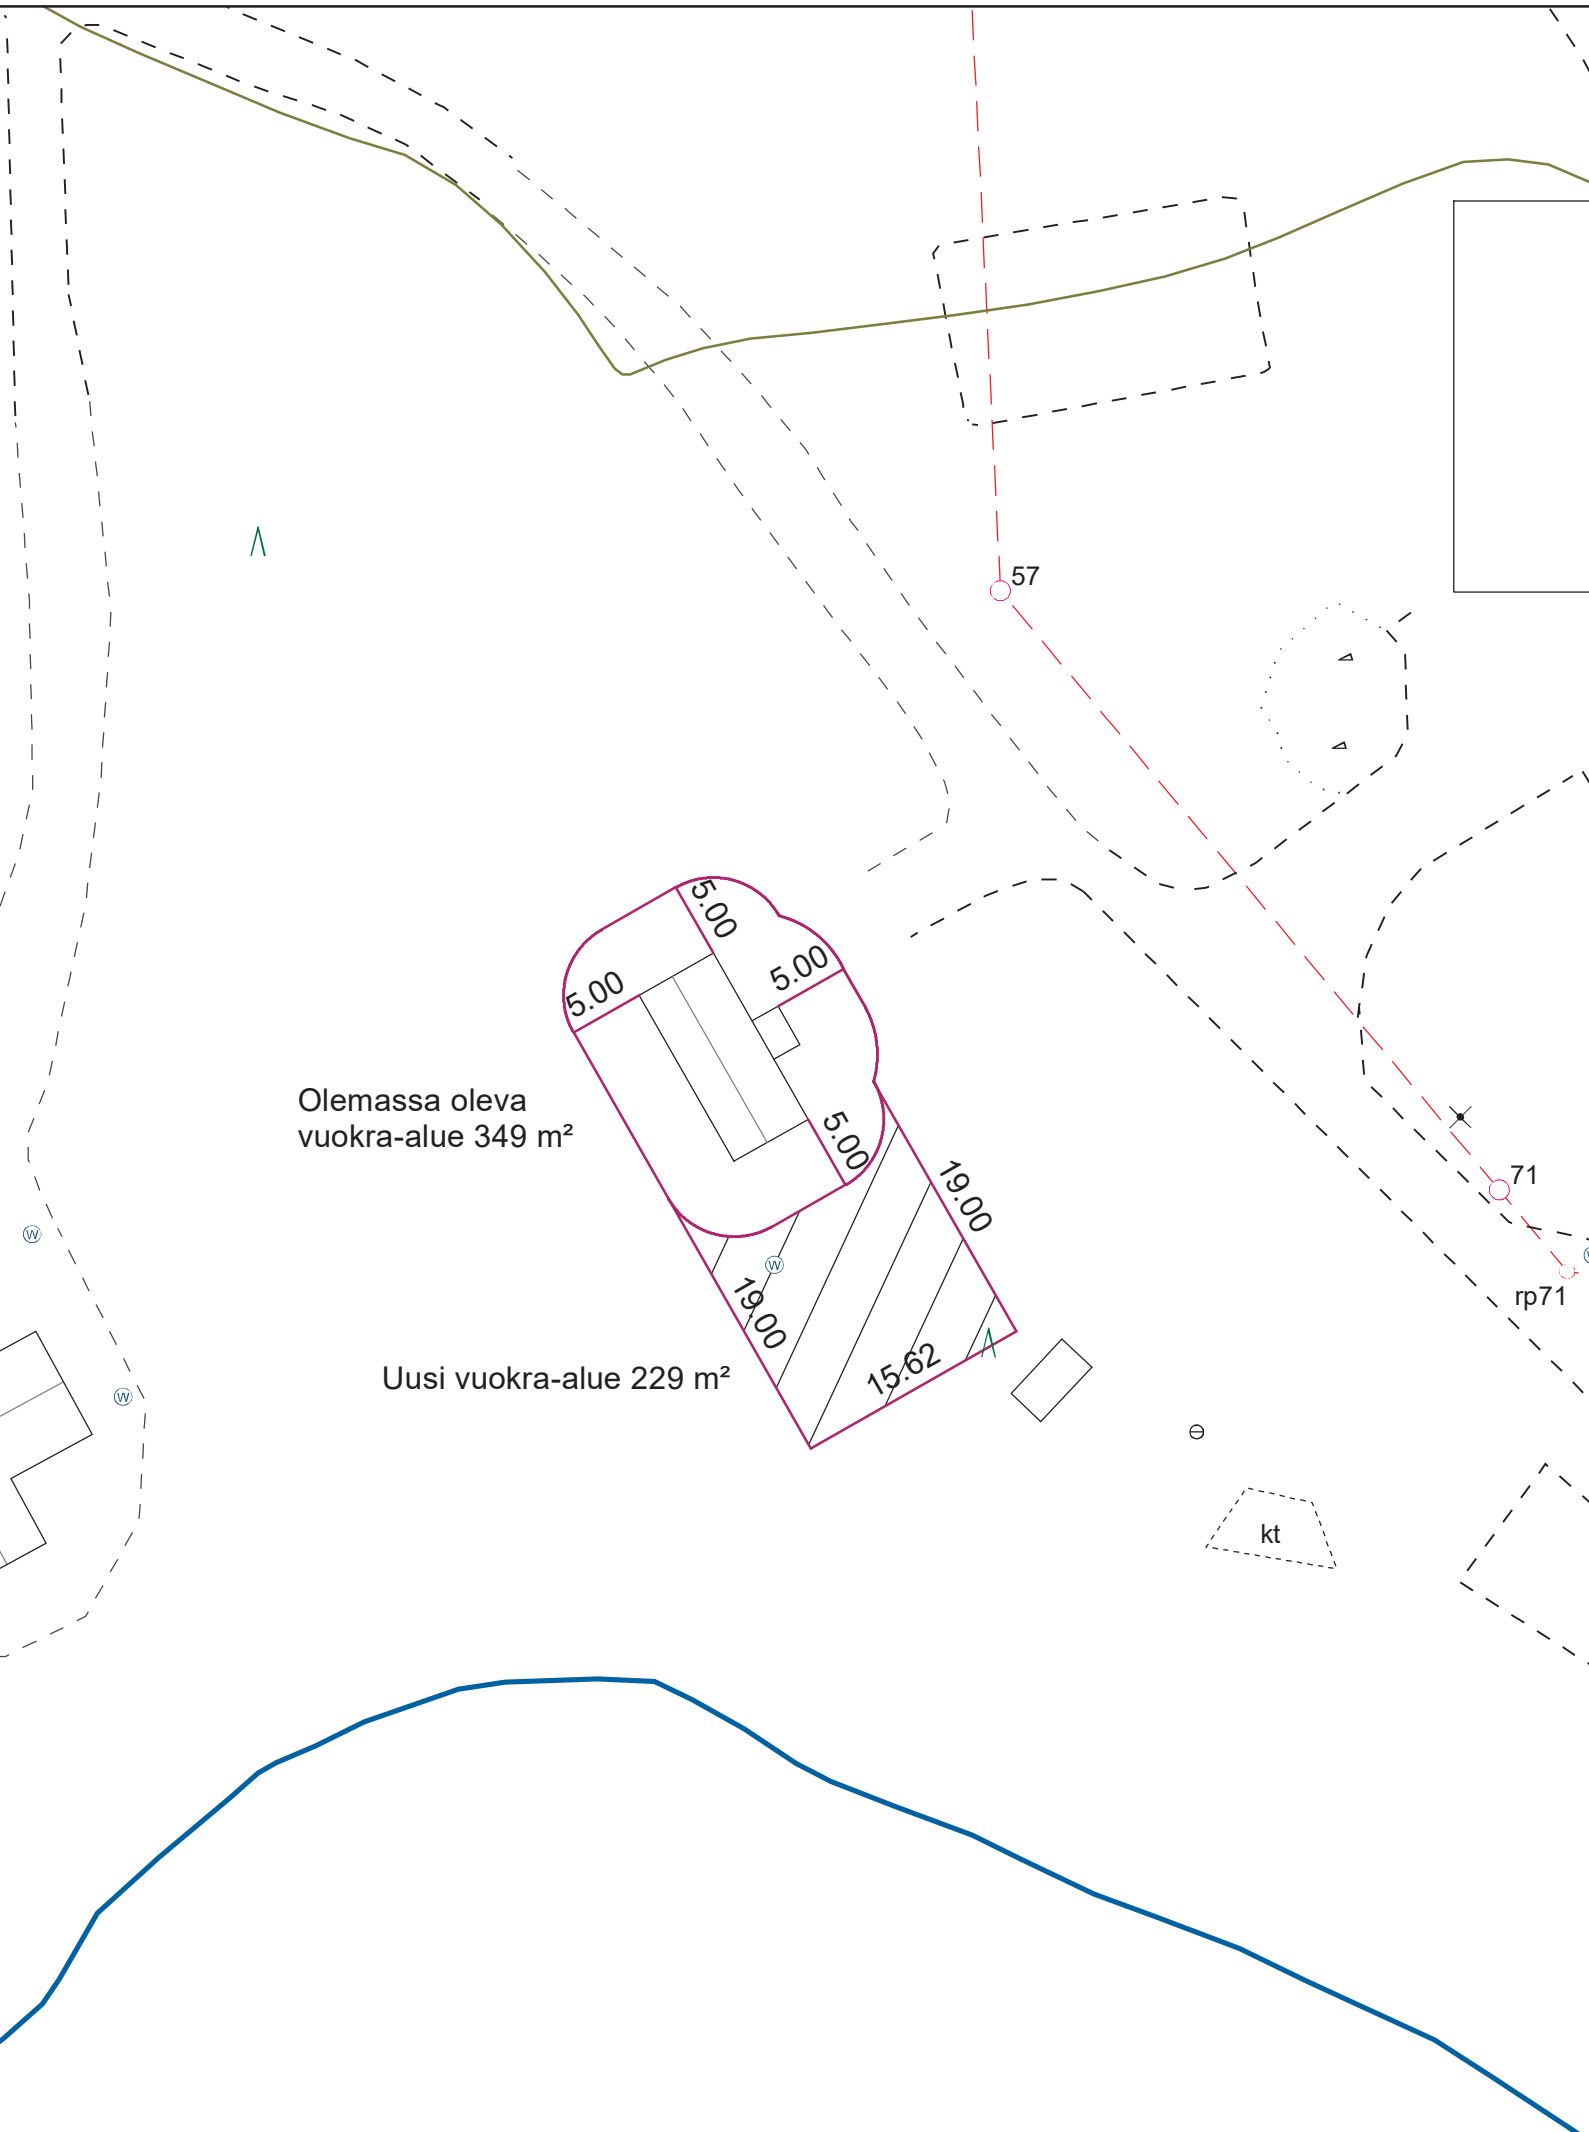 57
5.00
5.00
5.00
Olemassa oleva
vuokra-alue 349 m²
5.00
19.00
71
W
W
W
rp71
19.00
Uusi vuokra-alue 229 m²
15.62
W
kt